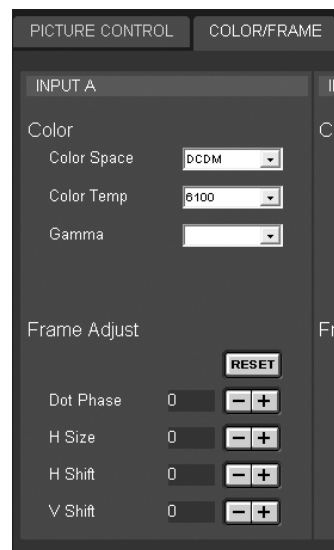 PICTURE CONTROL COLOR/FRAME
INPUT A
Color
Color Space DCDM
Color Temp 6100
Gamma
Frame Adjust
RESET
Dot Phase 0 − +
H Size 0 − +
H Shift 0 − +
V Shift 0 − +